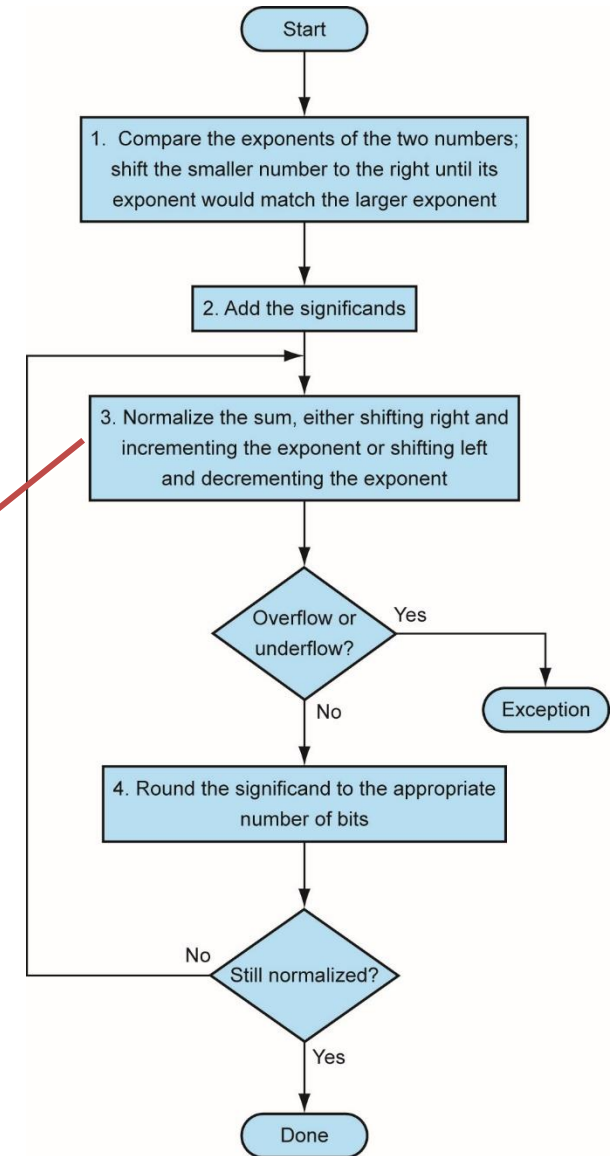 Start
1. Compare the exponents of the two numbers;
shift the smaller number to the right until its
exponent would match the larger exponent
2. Add the significands
3. Normalize the sum, either shifting right and
incrementing the exponent or shifting left
and decrementing the exponent
Overflow or
underflow?
Yes
No
Exception
4. Round the significand to the appropriate
number of bits
No
Still normalized?
Yes
Done